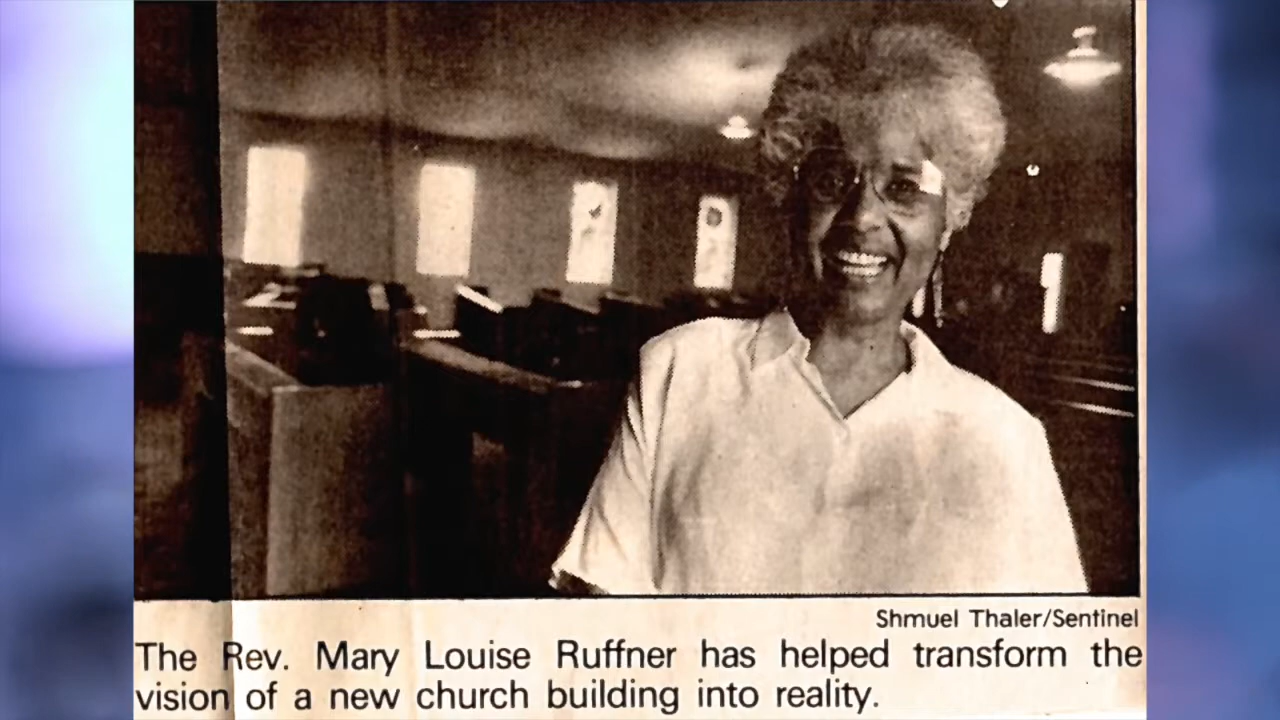 Shmuel Thaler/Sentinel
The Rev. Mary Louise Ruffner has helped transform the
vision of a new church building into reality.